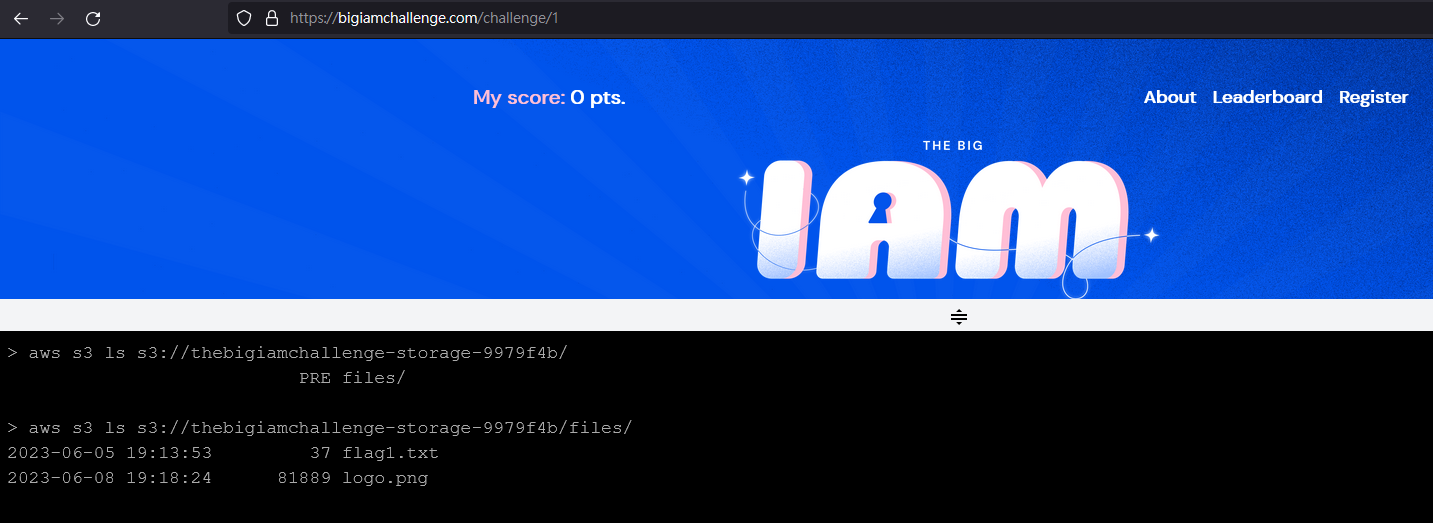 https://bigiamchallenge.com/challenge/1
My score: 0 pts.
About Leaderboard Register
THE BIG
IAM
> aws s3 ls s3://thebigiamchallenge-storage-9979f4b/
PRE files/
> aws s3 ls s3://thebigiamchallenge-storage-9979f4b/files/
2023-06-05 19:13:53 37 flag1.txt
2023-06-08 19:18:24 81889 logo.png